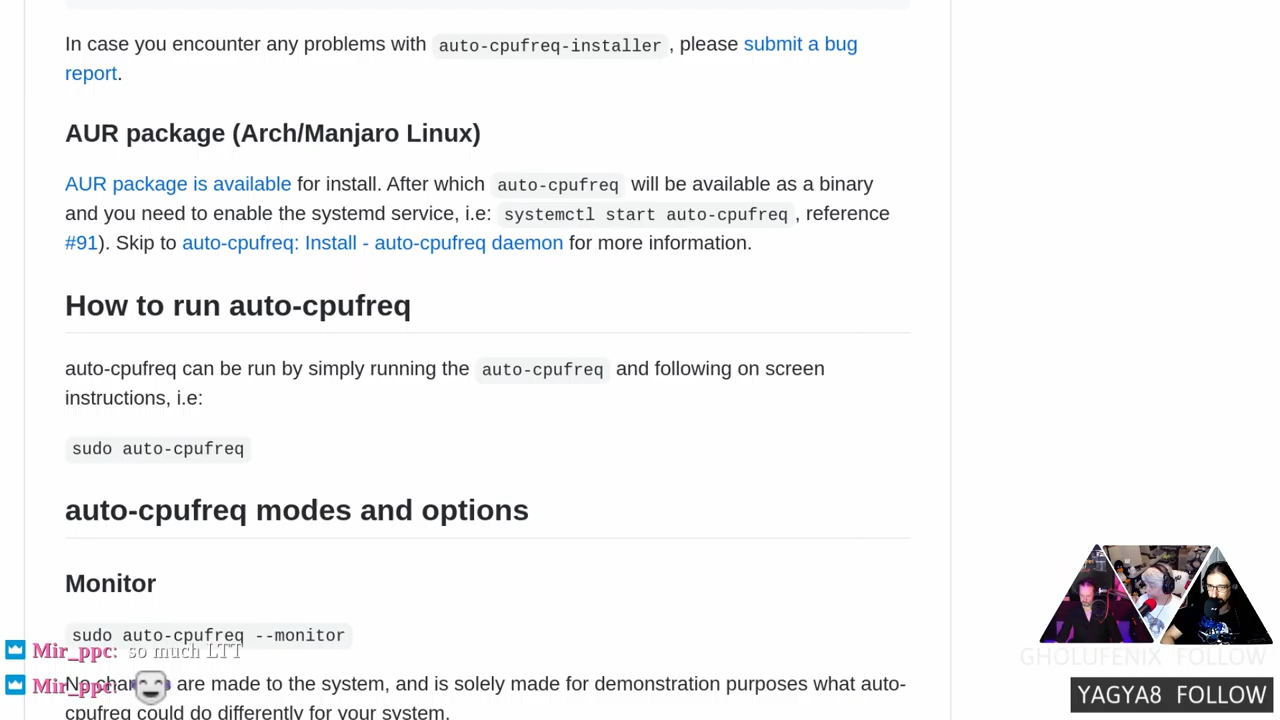 In case you encounter any problems with auto-cpufreq-installer, please submit a bug
report.
AUR package (Arch/Manjaro Linux)
AUR package is available for install. After which auto-cpufreq will be available as a binary
and you need to enable the systemd service, i.e: systemctl start auto-cpufreq, reference
#91). Skip to auto-cpufreq: Install - auto-cpufreq daemon for more information.
How to run auto-cpufreq
auto-cpufreq can be run by simply running the auto-cpufreq and following on screen
instructions, i.e:
sudo auto-cpufreq
auto-cpufreq modes and options
Monitor
sudo auto-cpufreq --monitor
Mir_ppc: so much LTT
GHOLUFENIX FOLLOW
Mir_ppc:
No are made to the system, and is solely made for demonstration purposes what auto-
cpufreq could do differently for your system.
YAGYA8 FOLLOW